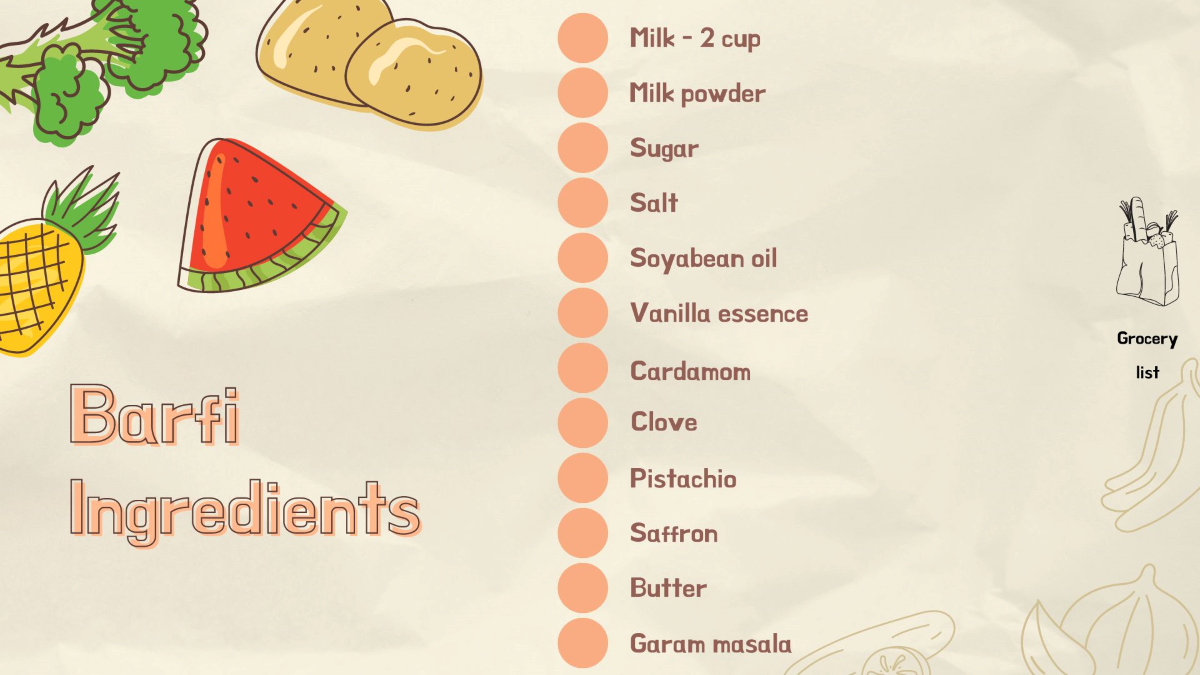 Barfi
Ingredients
Milk - 2 cup
Milk powder
Sugar
Salt
Soyabean oil
Vanilla essence
Cardamom
Clove
Pistachio
Saffron
Butter
Garam masala
Grocery
list